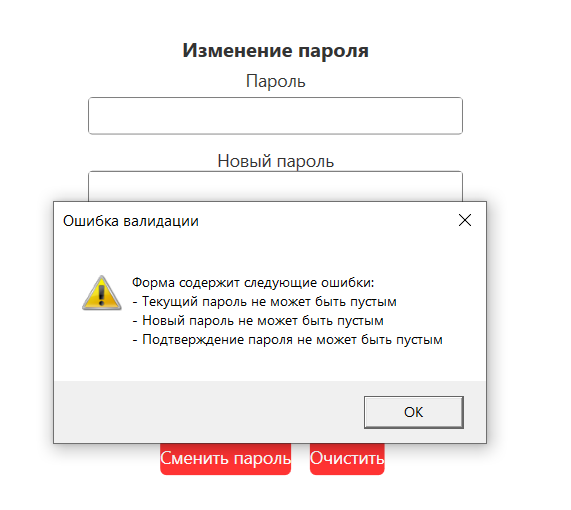 Изменение пароля
Пароль
Новый пароль
Ошибка валидации
Форма содержит следующие ошибки:
- Текущий пароль не может быть пустым
- Новый пароль не может быть пустым
- Подтверждение пароля не может быть пустым
OK
Сменить пароль Очистить